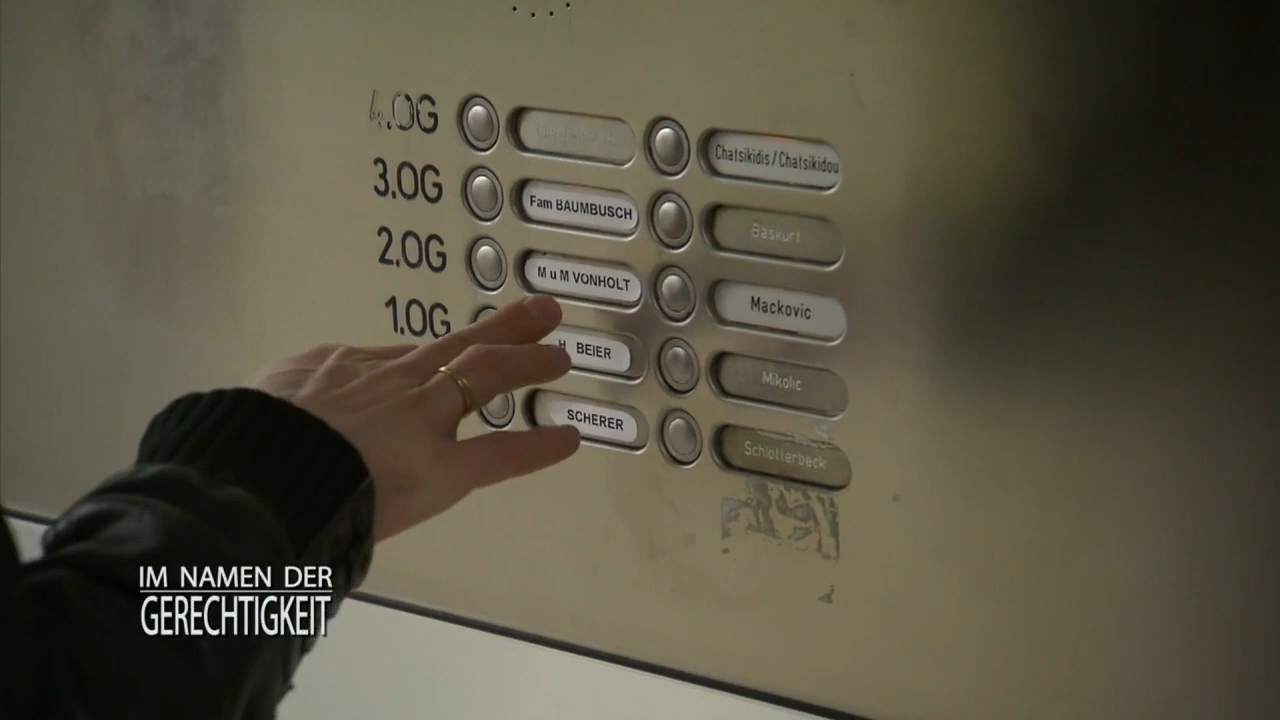 4.OG Chatsikidis / Chatsikidou
3.OG Fam BAUMBUSCH Baskurt
2.OG M u M VONHOLT Mackovic
1.OG H BEIER Mikolic
SCHERER Schlotterbeck
IM NAMEN DER
GERECHTIGKEIT